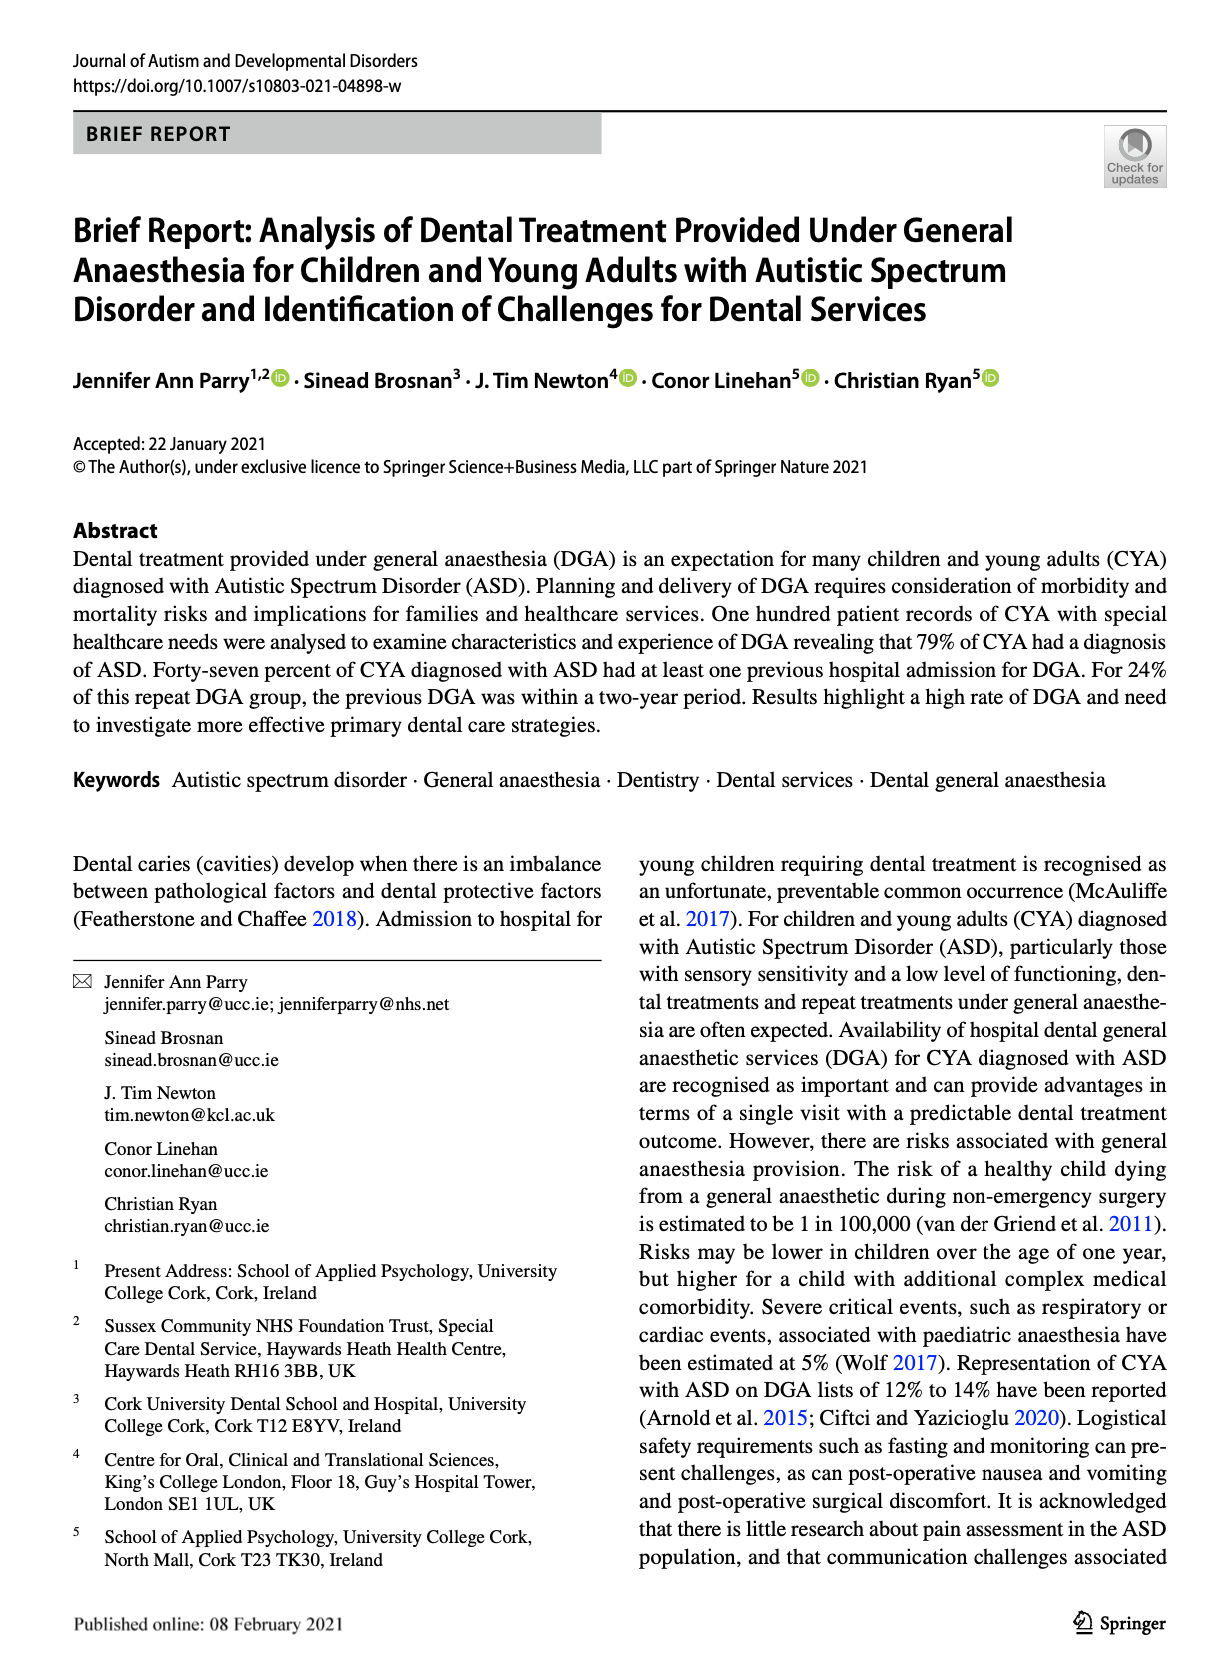 Journal of Autism and Developmental Disorders
https://doi.org/10.1007/s10803-021-04898-w
BRIEF REPORT
Check for
updates
Brief Report: Analysis of Dental Treatment Provided Under General
Anaesthesia for Children and Young Adults with Autistic Spectrum
Disorder and Identification of Challenges for Dental Services
Jennifer Ann Parry1,2 iD · Sinead Brosnan3 · J. Tim Newton4 iD · Conor Linehan5 iD · Christian Ryan5 iD
Accepted: 22 January 2021
© The Author(s), under exclusive licence to Springer Science+Business Media, LLC part of Springer Nature 2021
Abstract
Dental treatment provided under general anaesthesia (DGA) is an expectation for many children and young adults (CYA)
diagnosed with Autistic Spectrum Disorder (ASD). Planning and delivery of DGA requires consideration of morbidity and
mortality risks and implications for families and healthcare services. One hundred patient records of CYA with special
healthcare needs were analysed to examine characteristics and experience of DGA revealing that 79% of CYA had a diagnosis
of ASD. Forty-seven percent of CYA diagnosed with ASD had at least one previous hospital admission for DGA. For 24%
of this repeat DGA group, the previous DGA was within a two-year period. Results highlight a high rate of DGA and need
to investigate more effective primary dental care strategies.
Keywords Autistic spectrum disorder · General anaesthesia · Dentistry · Dental services · Dental general anaesthesia
Dental caries (cavities) develop when there is an imbalance
between pathological factors and dental protective factors
(Featherstone and Chaffee 2018). Admission to hospital for
Jennifer Ann Parry
jennifer.parry@ucc.ie; jenniferparry@nhs.net
Sinead Brosnan
sinead.brosnan@ucc.ie
J. Tim Newton
tim.newton@kcl.ac.uk
Conor Linehan
conor.linehan@ucc.ie
Christian Ryan
christian.ryan@ucc.ie
1 Present Address: School of Applied Psychology, University
College Cork, Cork, Ireland
2 Sussex Community NHS Foundation Trust, Special
Care Dental Service, Haywards Heath Health Centre,
Haywards Heath RH16 3BB, UK
3 Cork University Dental School and Hospital, University
College Cork, Cork T12 E8YV, Ireland
4 Centre for Oral, Clinical and Translational Sciences,
King's College London, Floor 18, Guy's Hospital Tower,
London SE1 1UL, UK
5 School of Applied Psychology, University College Cork,
North Mall, Cork T23 TK30, Ireland
young children requiring dental treatment is recognised as
an unfortunate, preventable common occurrence (McAuliffe
et al. 2017). For children and young adults (CYA) diagnosed
with Autistic Spectrum Disorder (ASD), particularly those
with sensory sensitivity and a low level of functioning, den-
tal treatments and repeat treatments under general anaesthe-
sia are often expected. Availability of hospital dental general
anaesthetic services (DGA) for CYA diagnosed with ASD
are recognised as important and can provide advantages in
terms of a single visit with a predictable dental treatment
outcome. However, there are risks associated with general
anaesthesia provision. The risk of a healthy child dying
from a general anaesthetic during non-emergency surgery
is estimated to be 1 in 100,000 (van der Griend et al. 2011).
Risks may be lower in children over the age of one year,
but higher for a child with additional complex medical
comorbidity. Severe critical events, such as respiratory or
cardiac events, associated with paediatric anaesthesia have
been estimated at 5% (Wolf 2017). Representation of CYA
with ASD on DGA lists of 12% to 14% have been reported
(Arnold et al. 2015; Ciftci and Yazicioglu 2020). Logistical
safety requirements such as fasting and monitoring can pre-
sent challenges, as can post-operative nausea and vomiting
and post-operative surgical discomfort. It is acknowledged
that there is little research about pain assessment in the ASD
population, and that communication challenges associated
Published online: 08 February 2021
Springer